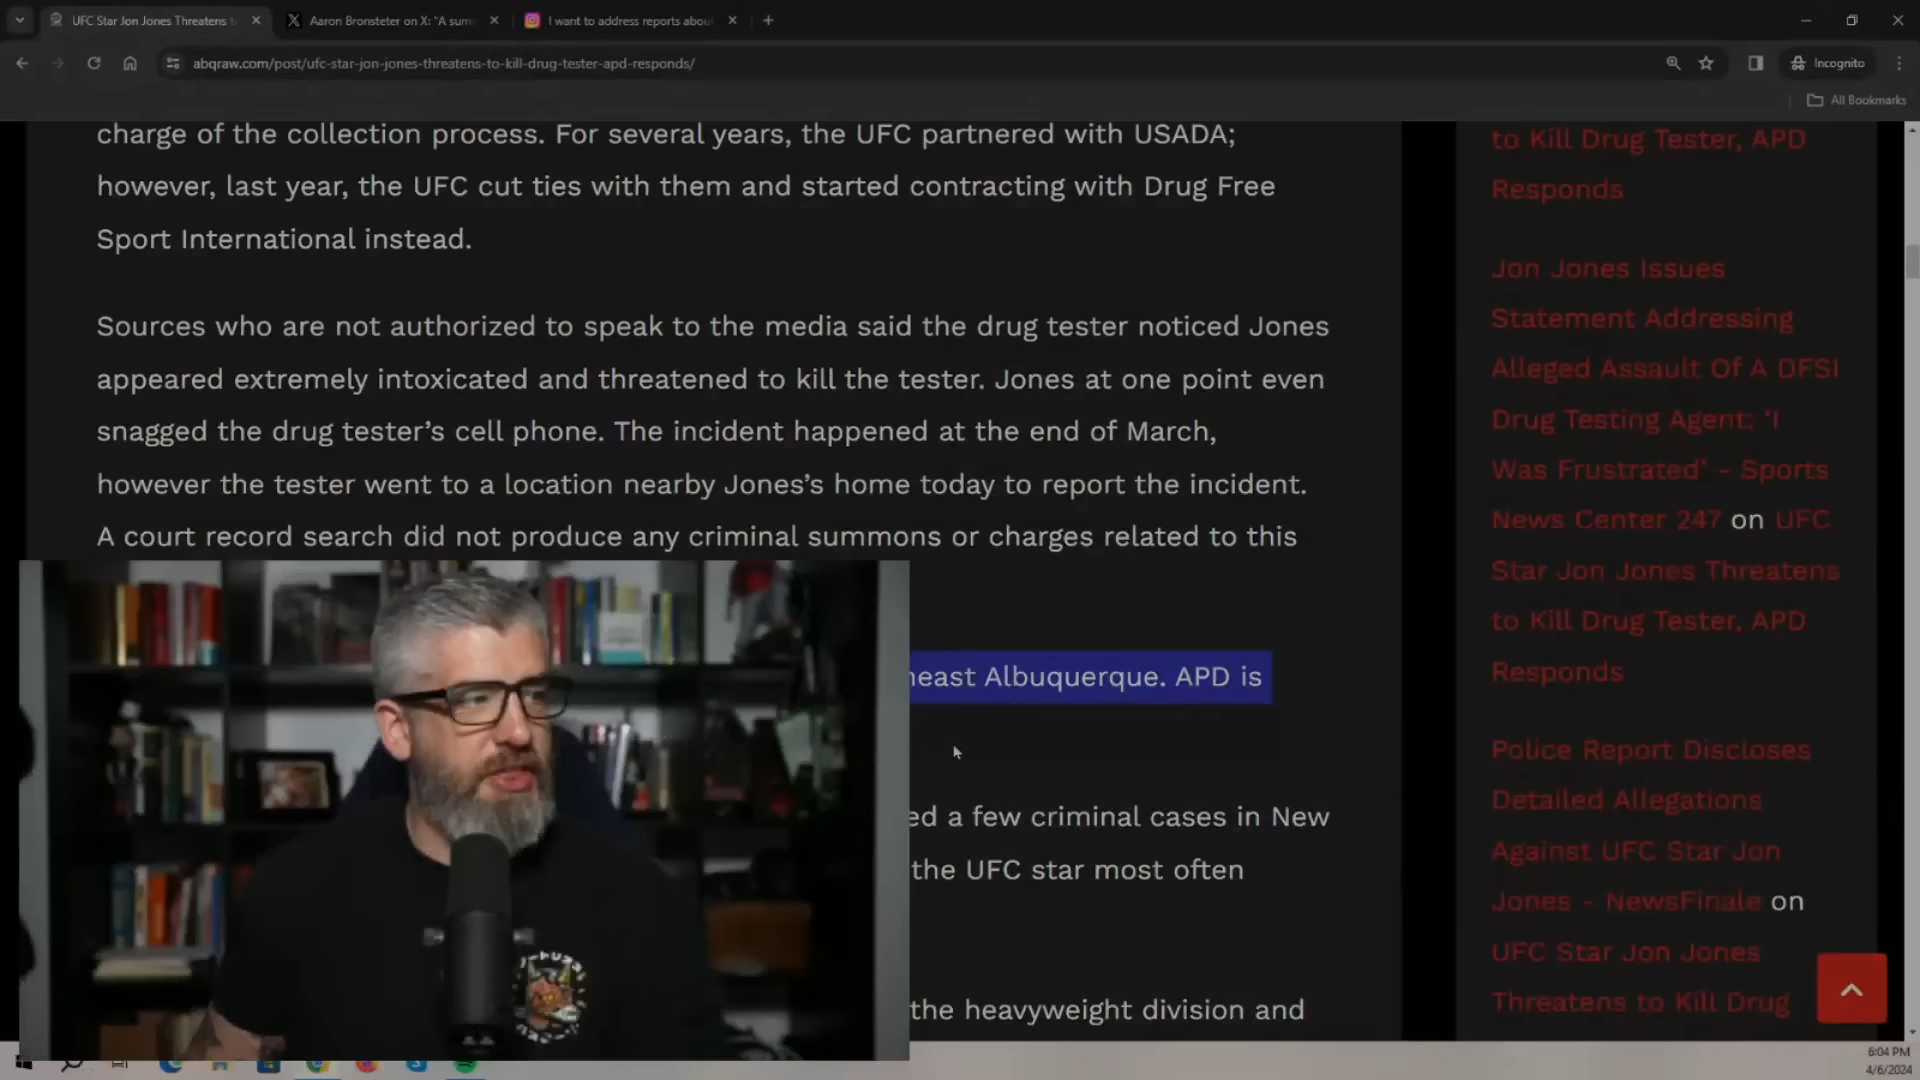 UFC Star Jon Jones Threatens t
Aaron Bronsteter on X: "A sum
I want to address reports abou
abqraw.com/post/ufc-star-jon-jones-threatens-to-kill-drug-tester-apd-responds/
Incognito
All Bookmarks
charge of the collection process. For several years, the UFC partnered with USADA;
however, last year, the UFC cut ties with them and started contracting with Drug Free
Sport International instead.
Sources who are not authorized to speak to the media said the drug tester noticed Jones
appeared extremely intoxicated and threatened to kill the tester. Jones at one point even
snagged the drug tester’s cell phone. The incident happened at the end of March,
however the tester went to a location nearby Jones’s home today to report the incident.
A court record search did not produce any criminal summons or charges related to this
heast Albuquerque. APD is
ed a few criminal cases in New
the UFC star most often
the heavyweight division and
to Kill Drug Tester, APD
Responds
Jon Jones Issues
Statement Addressing
Alleged Assault Of A DFSI
Drug Testing Agent: ‘I
Was Frustrated’ - Sports
News Center 247 on UFC
Star Jon Jones Threatens
to Kill Drug Tester, APD
Responds
Police Report Discloses
Detailed Allegations
Against UFC Star Jon
Jones - NewsFinale on
UFC Star Jon Jones
Threatens to Kill Drug
6:04 PM
4/6/2024